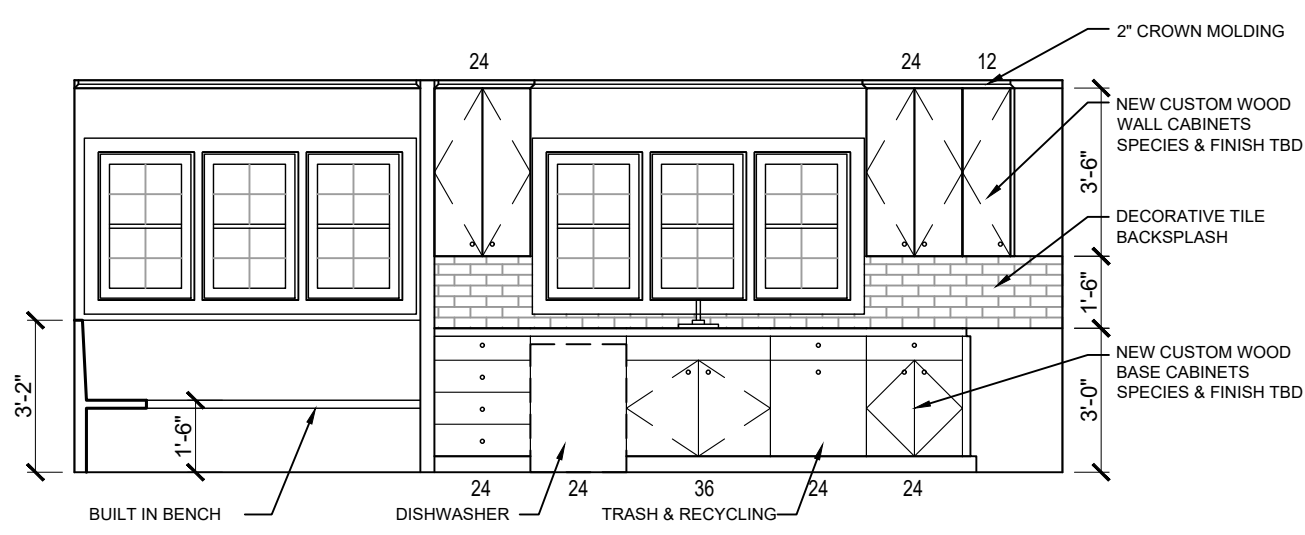 2" CROWN MOLDING
24
24
12
NEW CUSTOM WOOD
WALL CABINETS
SPECIES & FINISH TBD
3'-6"
DECORATIVE TILE
BACKSPLASH
1'-6"
NEW CUSTOM WOOD
BASE CABINETS
SPECIES & FINISH TBD
3'-0"
3'-2"
1'-6"
24
24
36
24
24
BUILT IN BENCH
DISHWASHER
TRASH & RECYCLING